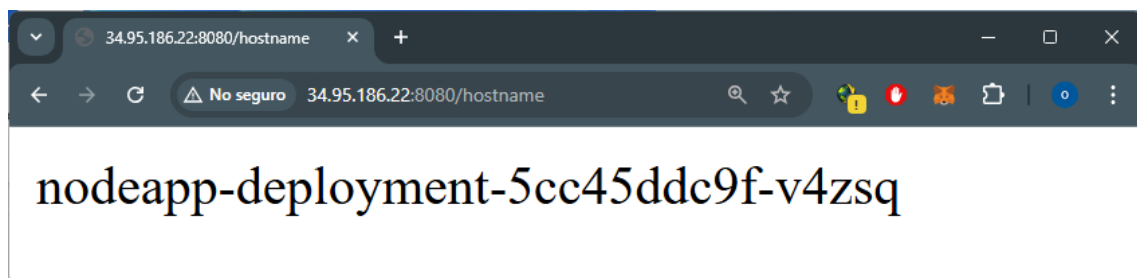 34.95.186.22:8080/hostname
No seguro 34.95.186.22:8080/hostname
o
nodeapp-deployment-5cc45ddc9f-v4zsq